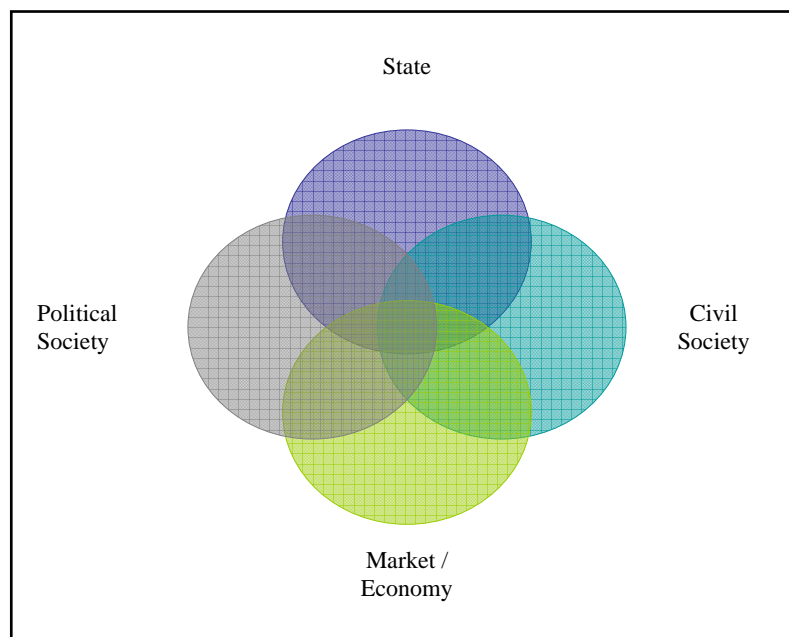 State
Political
Society
Civil
Society
Market /
Economy